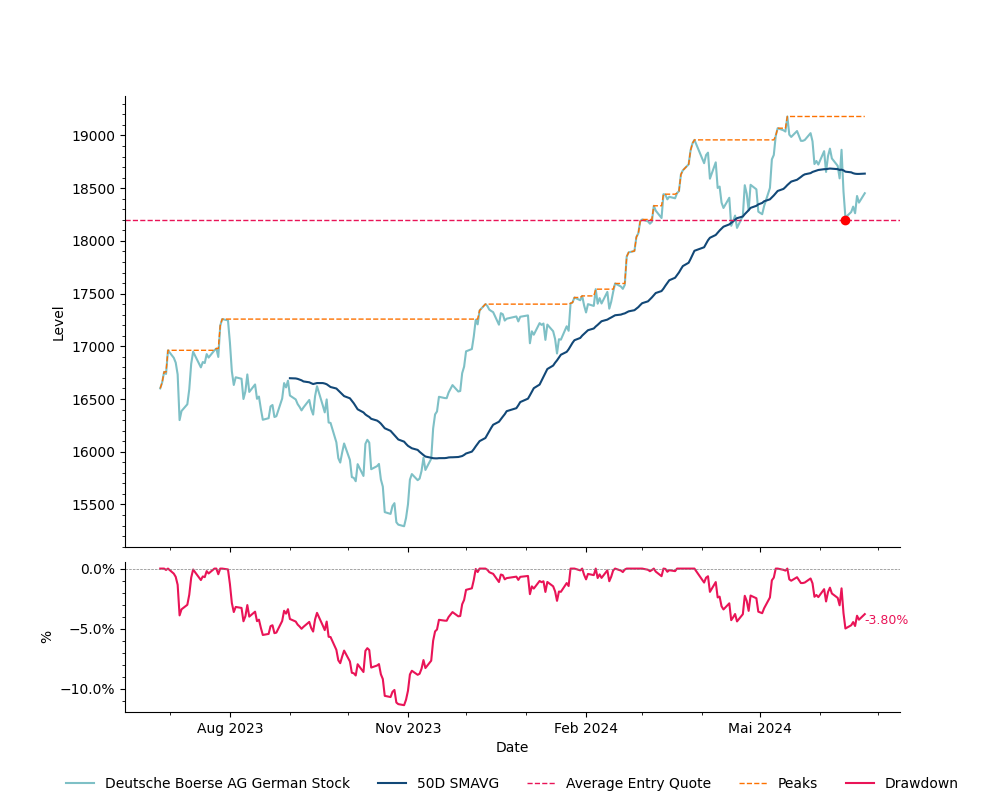 19000
18500
18000
17500
17000
16500
16000
15500
Level
0.0%
−5.0%
−10.0%
%
-3.80%
Aug 2023
Nov 2023
Feb 2024
Mai 2024
Date
Deutsche Boerse AG German Stock
50D SMAVG
Average Entry Quote
Peaks
Drawdown